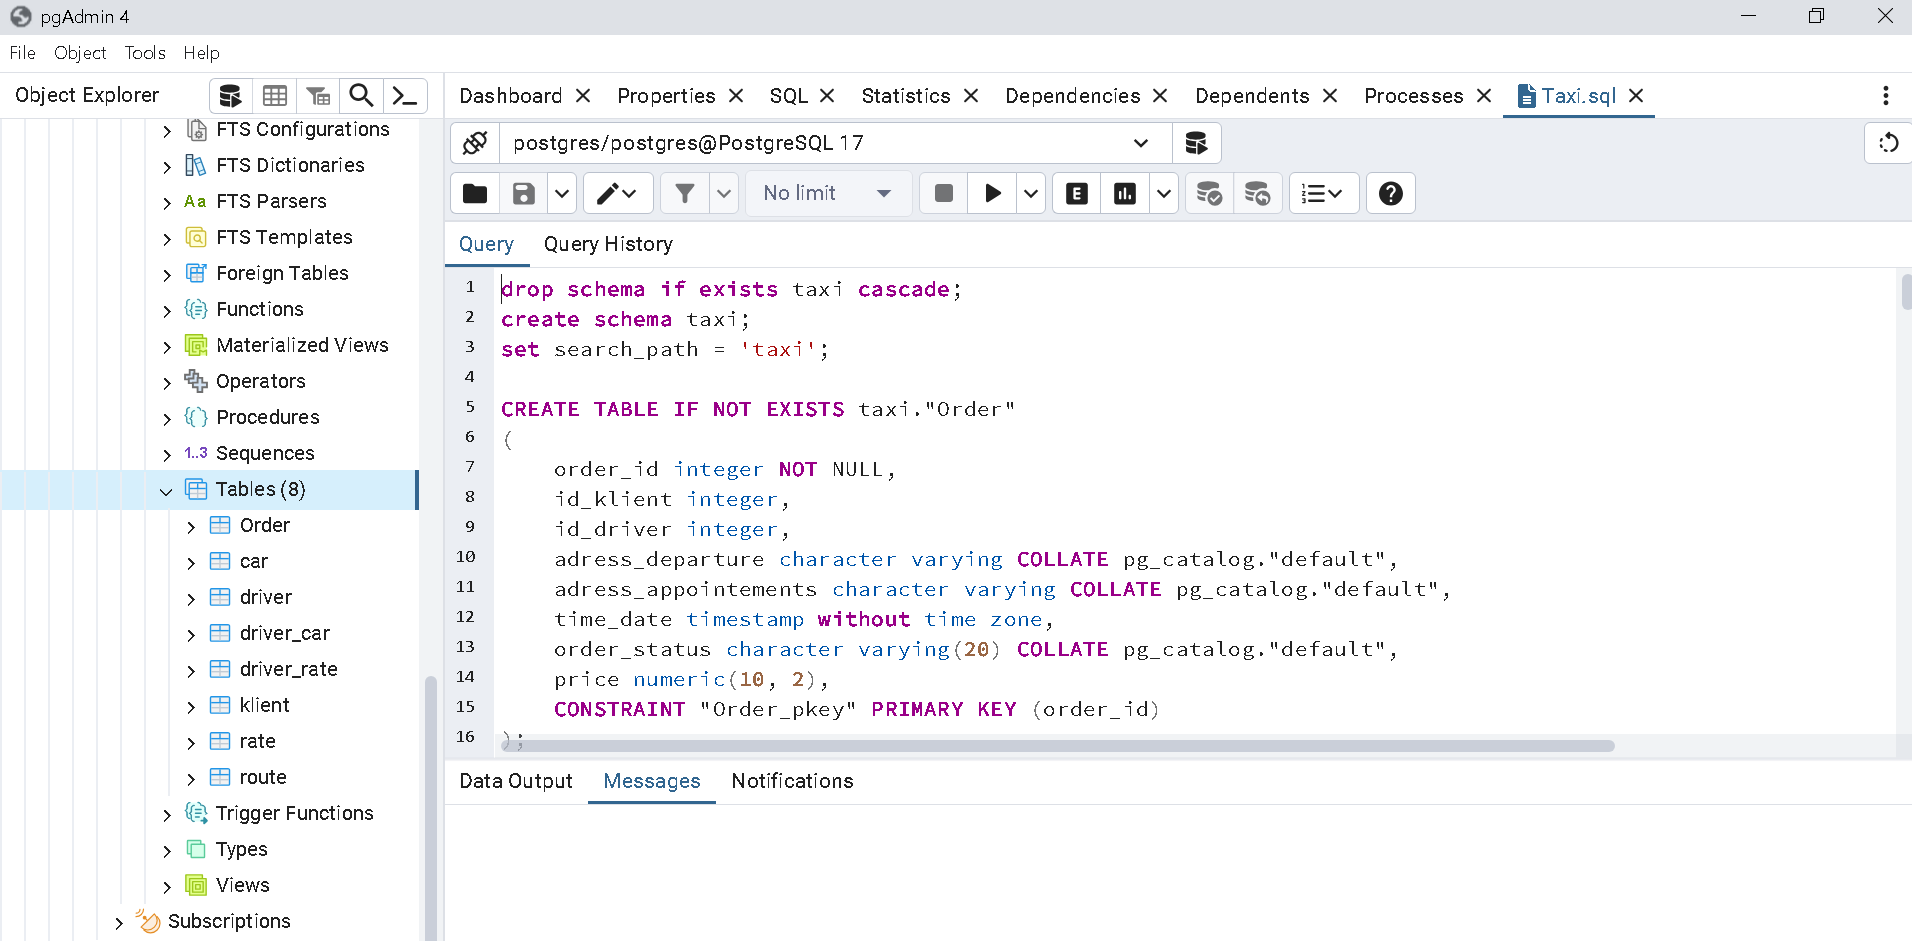 pgAdmin 4
File Object Tools Help
Object Explorer
Dashboard Properties SQL Statistics Dependencies Dependents Processes Taxi.sql
FTS Configurations
FTS Dictionaries
Aa FTS Parsers
FTS Templates
Foreign Tables
Functions
Materialized Views
Operators
Procedures
1..3 Sequences
Tables (8)
Order
car
driver
driver_car
driver_rate
klient
rate
route
Trigger Functions
Types
Views
Subscriptions
postgres/postgres@PostgreSQL 17
No limit
E
Query Query History
1 drop schema if exists taxi cascade;
2 create schema taxi;
3 set search_path = 'taxi';
4
5 CREATE TABLE IF NOT EXISTS taxi."Order"
6 (
7 order_id integer NOT NULL,
8 id_klient integer,
9 id_driver integer,
10 adress_departure character varying COLLATE pg_catalog."default",
11 adress_appointements character varying COLLATE pg_catalog."default",
12 time_date timestamp without time zone,
13 order_status character varying(20) COLLATE pg_catalog."default",
14 price numeric(10, 2),
15 CONSTRAINT "Order_pkey" PRIMARY KEY (order_id)
16 );
Data Output Messages Notifications